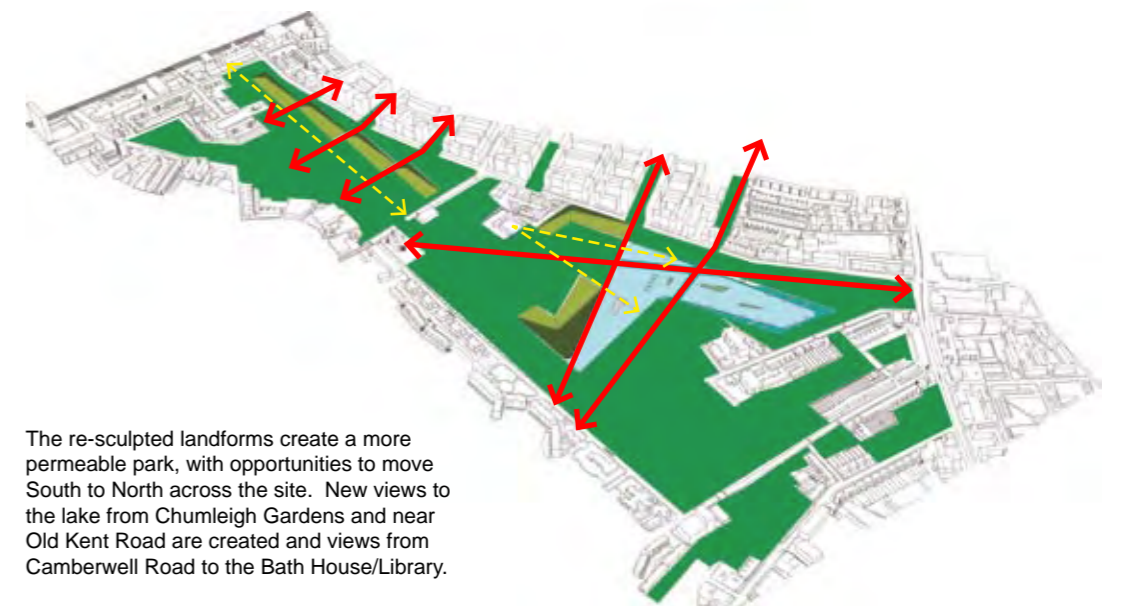 The re-sculpted landforms create a more
permeable park, with opportunities to move
South to North across the site.  New views to
the lake from Chumleigh Gardens and near
Old Kent Road are created and views from
Camberwell Road to the Bath House/Library.